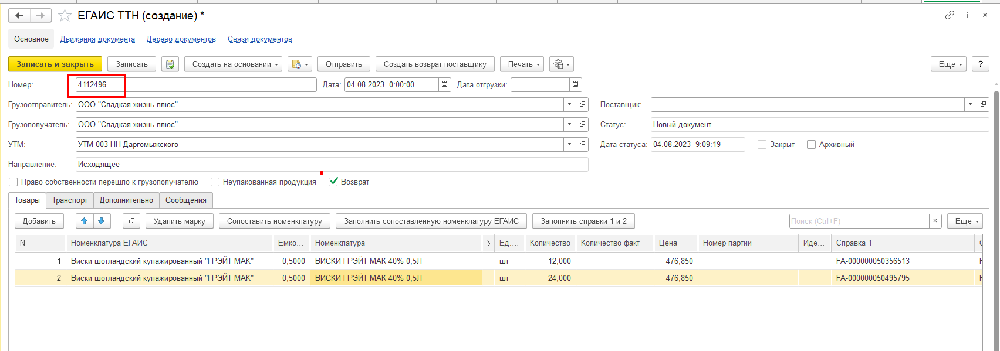 ЕГАИС ТТН (создание) *
Основное Движения документа Дерево документов Связи документов
Записать и закрыть Записать Создать на основании Отправить Создать возврат поставщику Печать Еще ?
Номер: 4112496 Дата: 04.08.2023 0:00:00 Дата отгрузки: . .
Грузоотправитель: ООО "Сладкая жизнь плюс" Поставщик:
Грузополучатель: ООО "Сладкая жизнь плюс" Статус: Новый документ
УТМ: УТМ 003 НН Даргомыжского Дата статуса: 04.08.2023 9:09:19 Закрыт Архивный
Направление: Исходящее
Право собственности перешло к грузополучателю Неупакованная продукция Возврат
Товары Транспорт Дополнительно Сообщения
Добавить Удалить марку Сопоставить номенклатуру Заполнить сопоставленную номенклатуру ЕГАИС Заполнить справки 1 и 2 Поиск (Ctrl+F) × Еще
N Номенклатура ЕГАИС Емко... Номенклатура Ед.... Количество Количество факт Цена Номер партии Иде... Справка 1
1 Виски шотландский купажированный "ГРЭЙТ МАК" 0,5000 ВИСКИ ГРЭЙТ МАК 40% 0,5Л шт 12,000 476,850 FA-000000050356513
2 Виски шотландский купажированный "ГРЭЙТ МАК" 0,5000 ВИСКИ ГРЭЙТ МАК 40% 0,5Л шт 24,000 476,850 FA-000000050495795